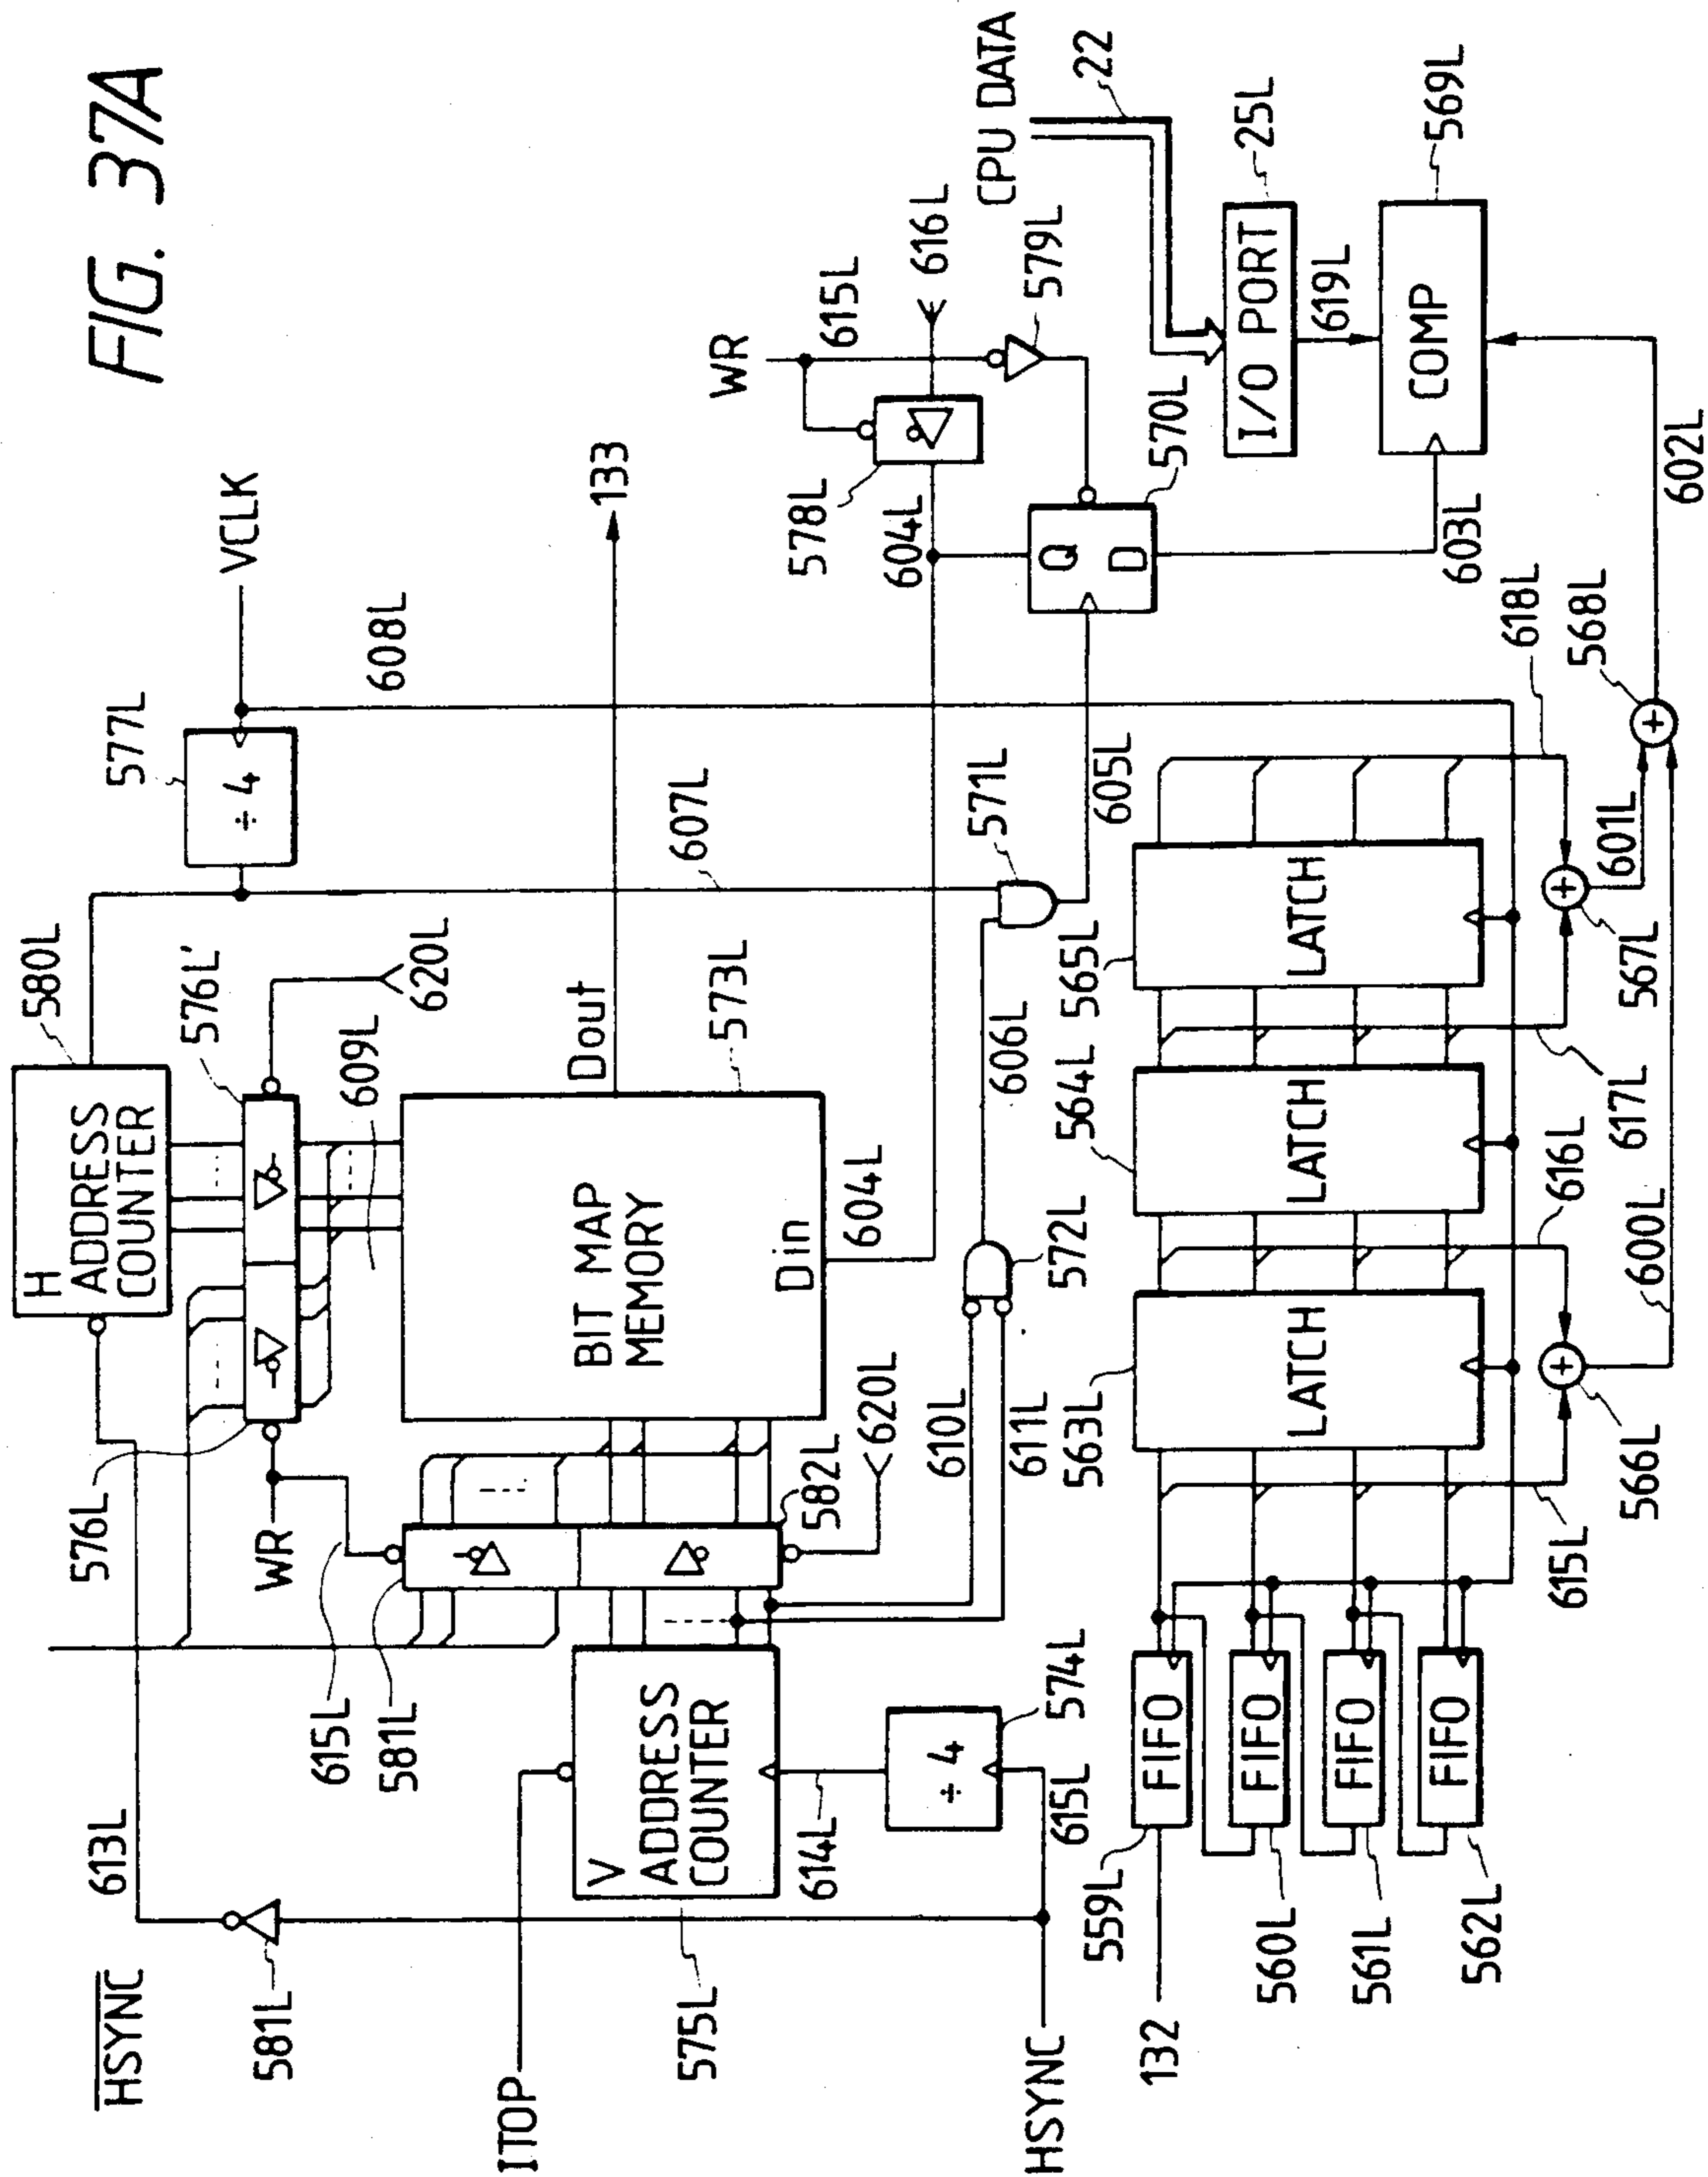 FIG. 37A
577L
÷ 4
VCLK
608L
580L
H
ADDRESS
COUNTER
576L'
620L
607L
609L
576L
WR
615L
581L
613L
HSYNC
581L
BIT MAP
MEMORY
Dout
133
573L
Din
604L
582L
620L
V
ADDRESS
COUNTER
ITOP
575L
614L
÷ 4
574L
615L
HSYNC
610L
611L
572L
606L
571L
605L
WR
615L
616L
578L
604L
579L
Q
D
570L
CPU DATA
22
I/O PORT
25L
619L
COMP
569L
603L
602L
132
559L
FIFO
560L
FIFO
561L
FIFO
562L
FIFO
563L
LATCH
564L
LATCH
565L
LATCH
615L
566L
616L
600L
617L
567L
601L
618L
568L